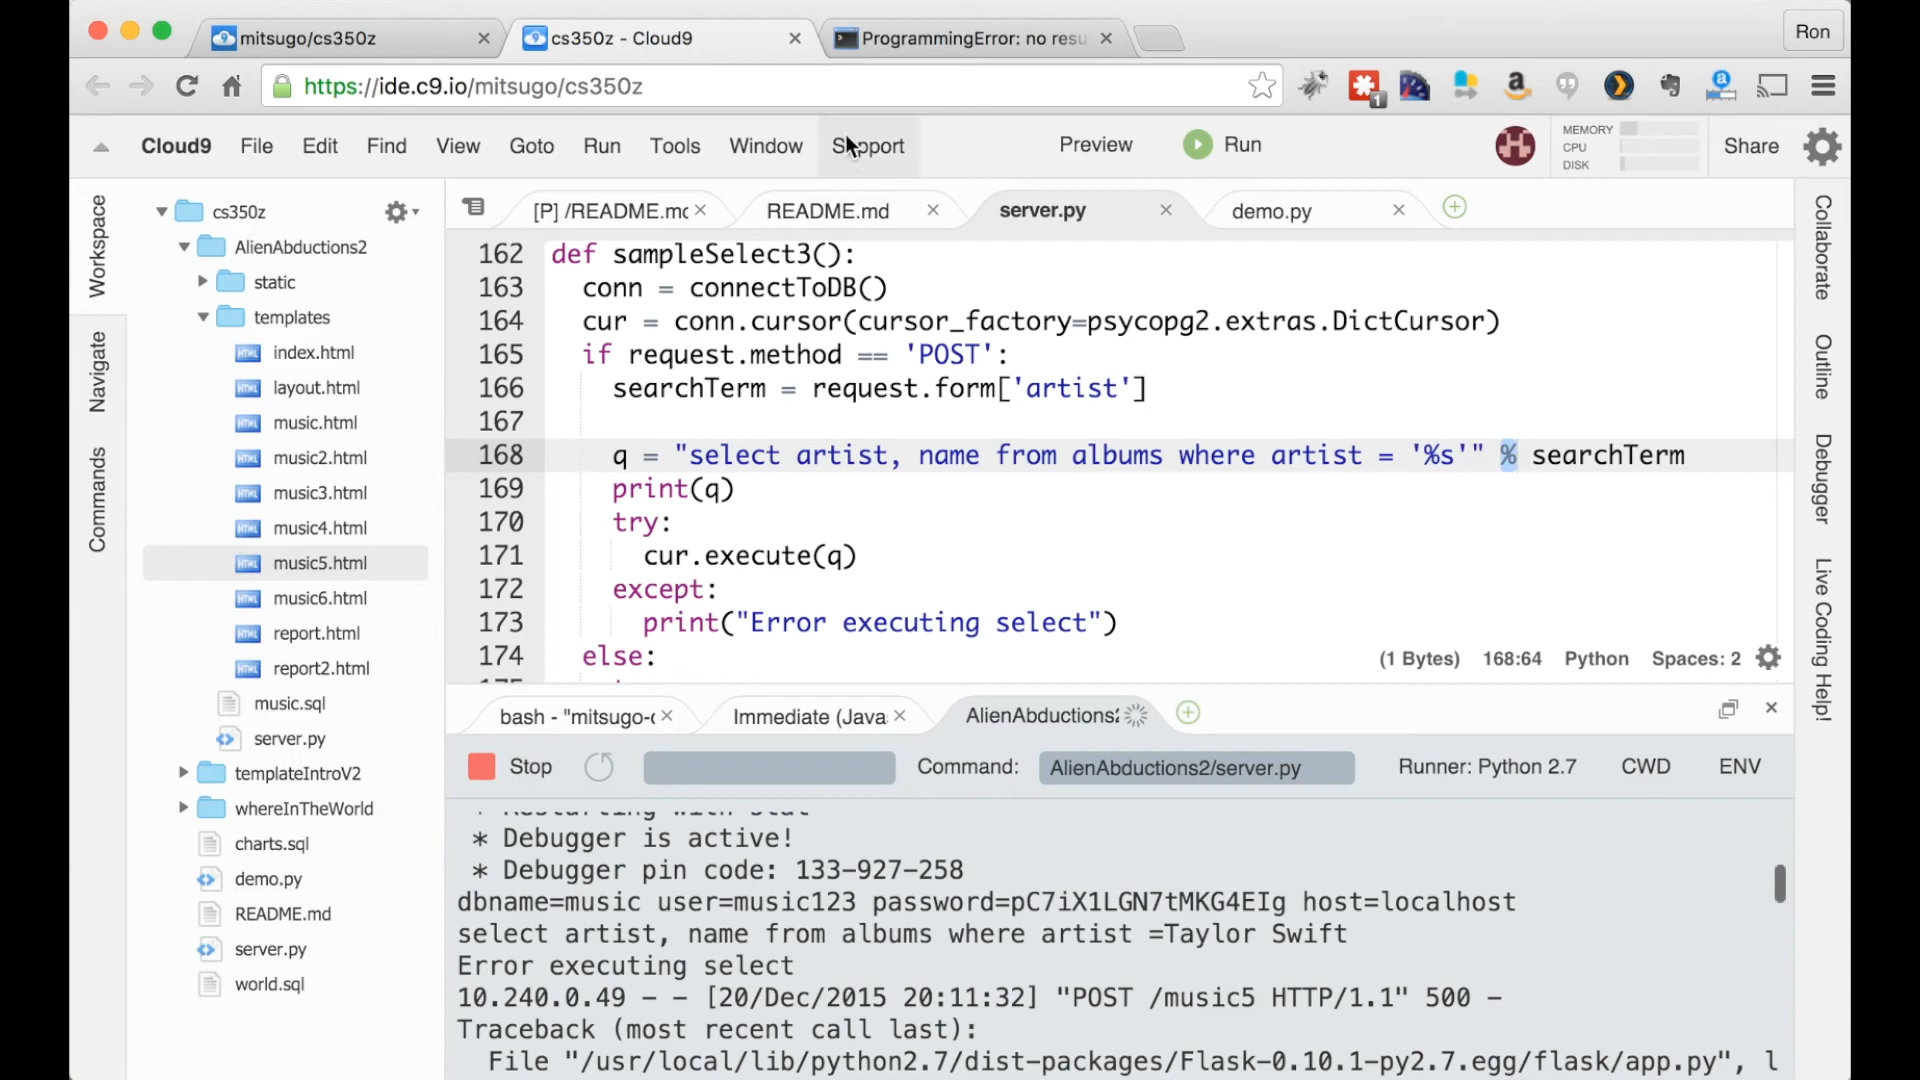 mitsugo/cs350z
cs350z - Cloud9
ProgrammingError: no resu
Ron
https://ide.c9.io/mitsugo/cs350z
1
Cloud9 File Edit Find View Goto Run Tools Window Support Preview Run
MEMORY
CPU
DISK
Share
Workspace
Navigate
Commands
cs350z
AlienAbductions2
static
templates
index.html
layout.html
music.html
music2.html
music3.html
music4.html
music5.html
music6.html
report.html
report2.html
music.sql
server.py
templateIntroV2
whereInTheWorld
charts.sql
demo.py
README.md
server.py
world.sql
[P] /README.mc
README.md
server.py
demo.py
162 def sampleSelect3():
163 conn = connectToDB()
164 cur = conn.cursor(cursor_factory=psycopg2.extras.DictCursor)
165 if request.method == 'POST':
166 searchTerm = request.form['artist']
167
168 q = "select artist, name from albums where artist = '%s'" % searchTerm
169 print(q)
170 try:
171 cur.execute(q)
172 except:
173 print("Error executing select")
174 else:
(1 Bytes) 168:64 Python Spaces: 2
Collaborate
Outline
Debugger
Live Coding Help!
bash - "mitsugo-c
Immediate (Java
AlienAbductions2
Stop
Command: AlienAbductions2/server.py
Runner: Python 2.7 CWD ENV
* Restarting with stat
* Debugger is active!
* Debugger pin code: 133-927-258
dbname=music user=music123 password=pC7iX1LGN7tMKG4EIg host=localhost
select artist, name from albums where artist =Taylor Swift
Error executing select
10.240.0.49 - - [20/Dec/2015 20:11:32] "POST /music5 HTTP/1.1" 500 -
Traceback (most recent call last):
File "/usr/local/lib/python2.7/dist-packages/Flask-0.10.1-py2.7.egg/flask/app.py", l